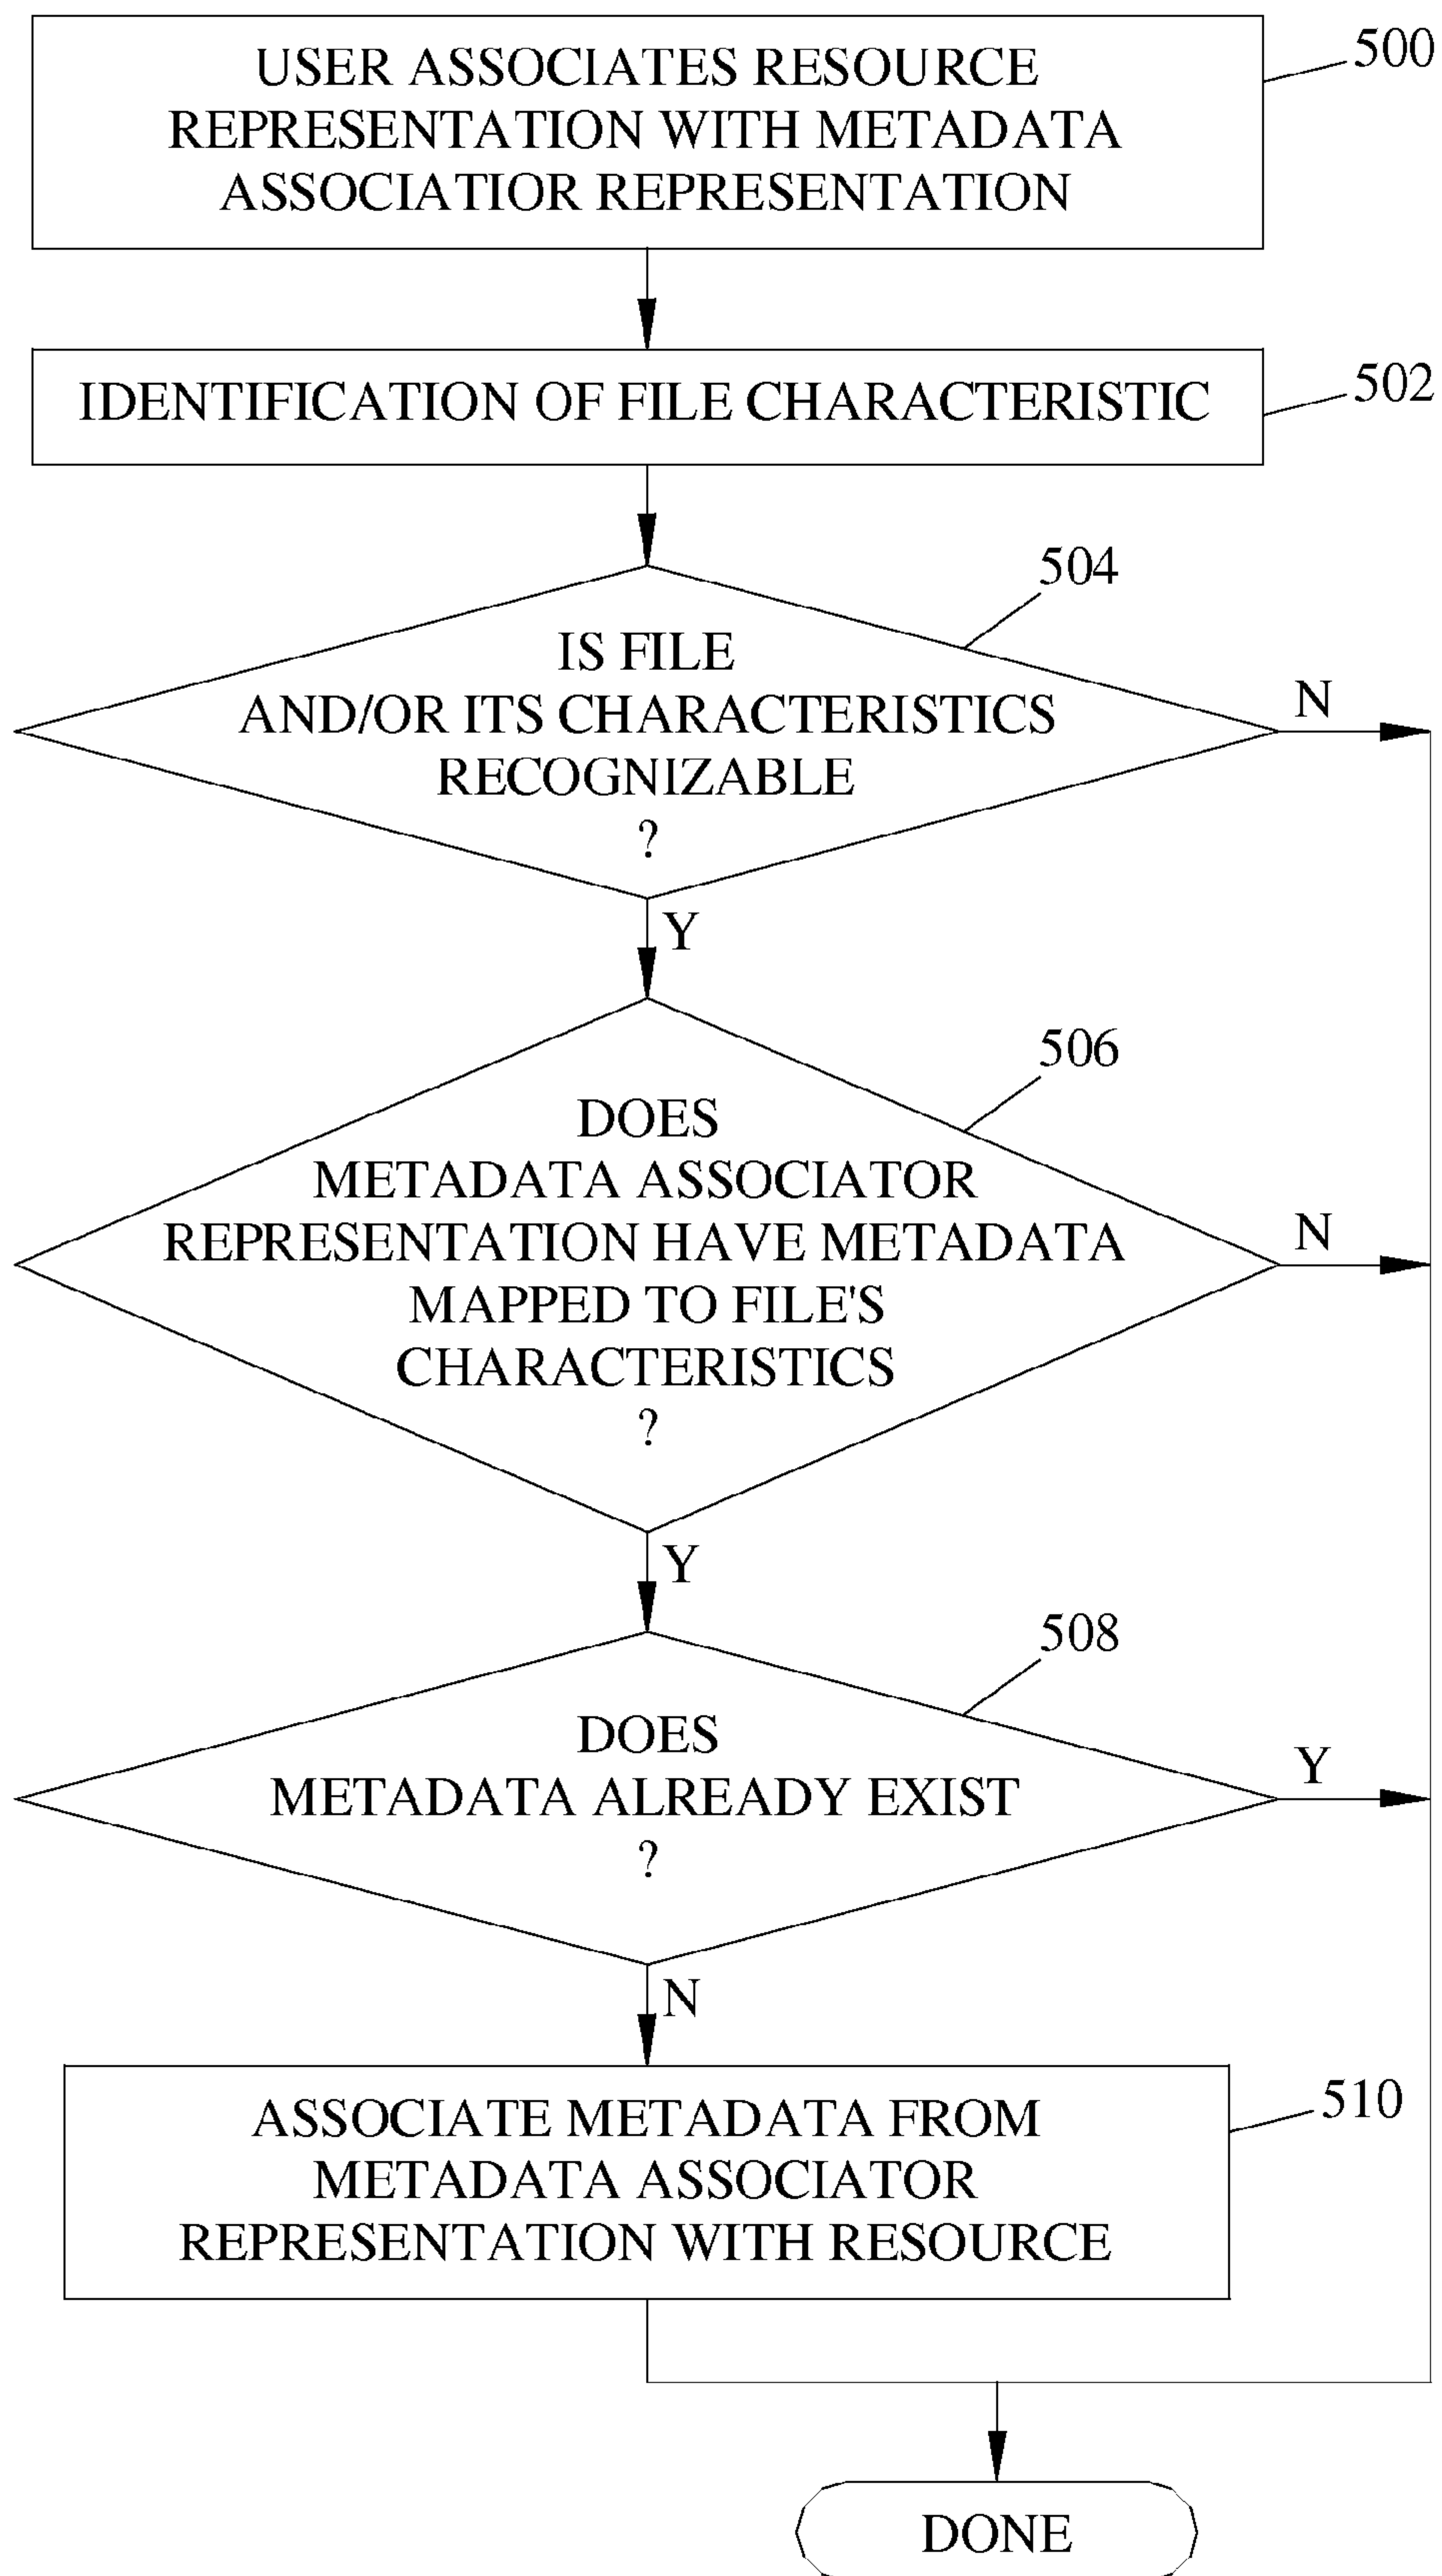 USER ASSOCIATES RESOURCE
REPRESENTATION WITH METADATA
ASSOCIATIOR REPRESENTATION
500
IDENTIFICATION OF FILE CHARACTERISTIC
502
504
IS FILE
AND/OR ITS CHARACTERISTICS
RECOGNIZABLE
?
N
Y
506
DOES
METADATA ASSOCIATOR
REPRESENTATION HAVE METADATA
MAPPED TO FILE'S
CHARACTERISTICS
?
N
Y
508
DOES
METADATA ALREADY EXIST
?
Y
N
ASSOCIATE METADATA FROM
METADATA ASSOCIATOR
REPRESENTATION WITH RESOURCE
510
DONE